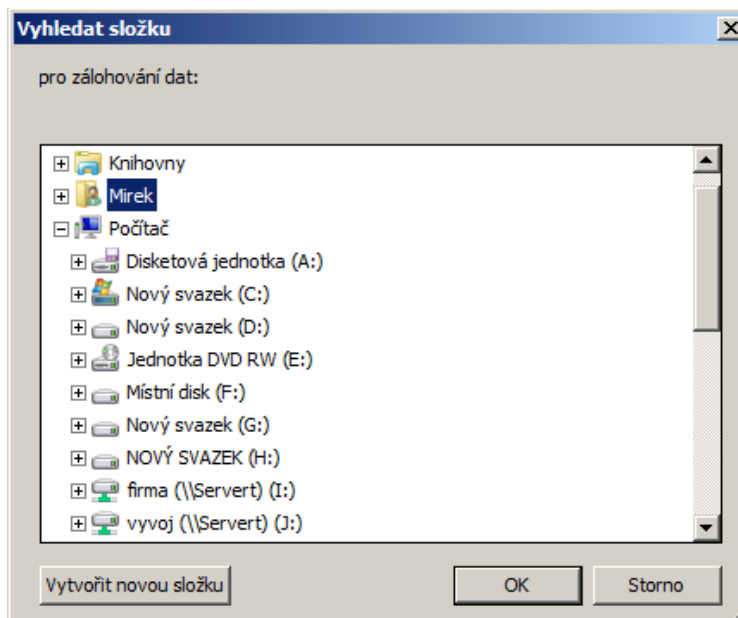 Vyhledat složku
pro zálohování dat:
Knihovny
Mirek
Počítač
Disketová jednotka (A:)
Nový svazek (C:)
Nový svazek (D:)
Jednotka DVD RW (E:)
Místní disk (F:)
Nový svazek (G:)
NOVÝ SVAZEK (H:)
firma (\\Servert) (I:)
vyvoj (\\Servert) (J:)
Vytvořit novou složku OK Storno